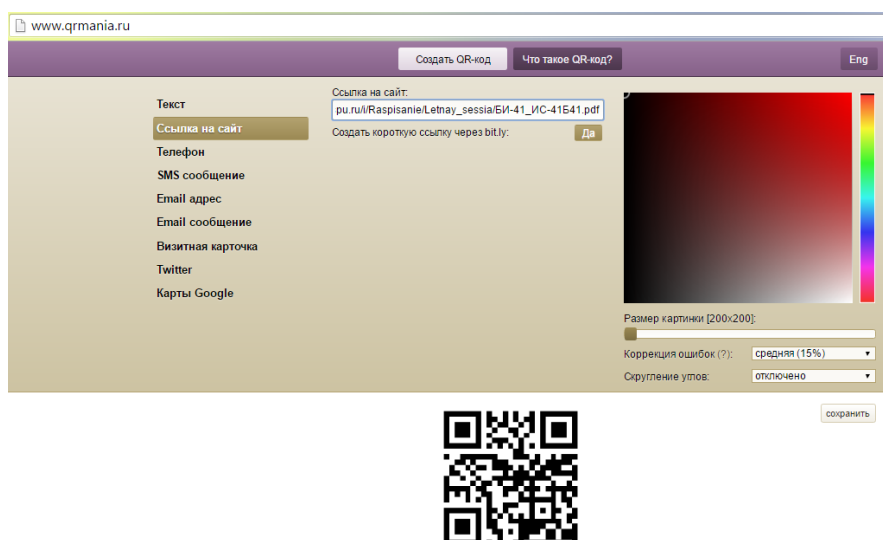 www.qrmania.ru
Создать QR-код
Что такое QR-код?
Eng
Текст
Ссылка на сайт
Телефон
SMS сообщение
Email адрес
Email сообщение
Визитная карточка
Twitter
Карты Google
Ссылка на сайт:
pu.ru/i/Raspisanie/Letnay_sessia/БИ-41_ИС-41Б41.pdf
Создать короткую ссылку через bit.ly:
Да
Размер картинки [200x200]:
Коррекция ошибок (?):
средняя (15%)
Скругление углов:
отключено
сохранить